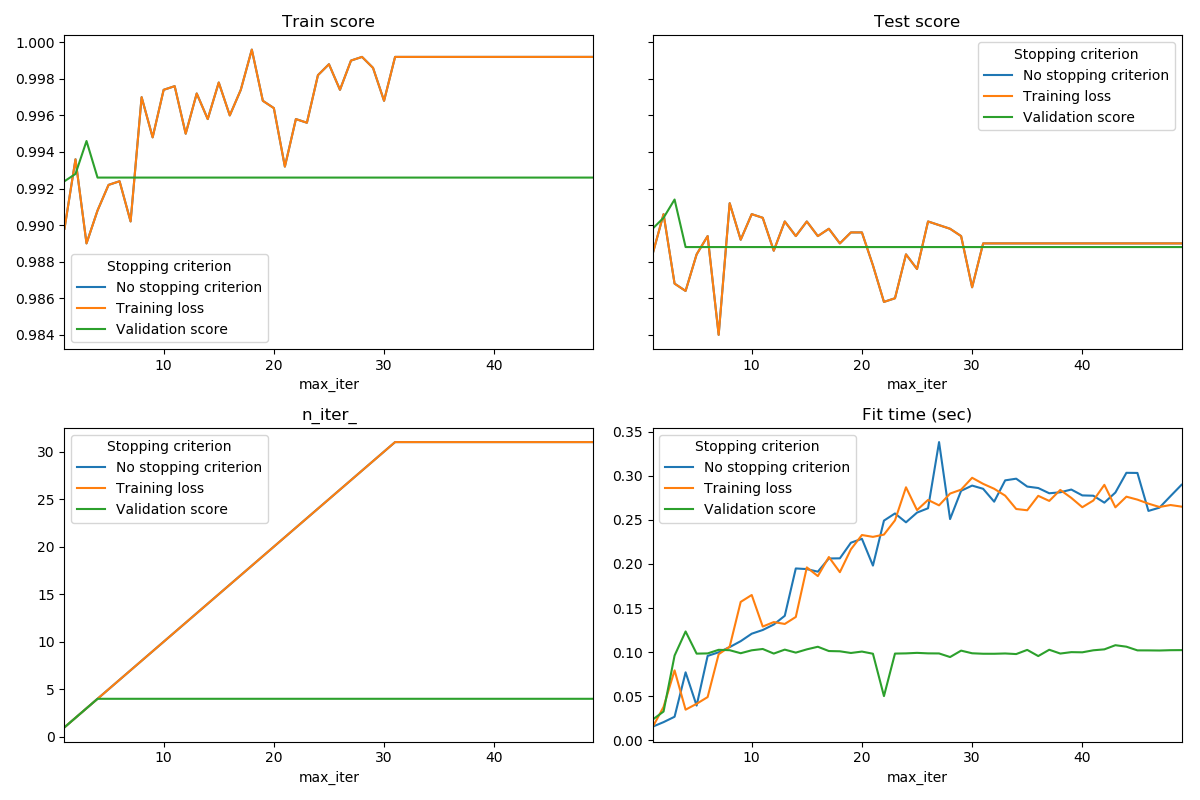 Train score
1.000
0.998
0.996
0.994
0.992
0.990
0.988
0.986
0.984
Stopping criterion
No stopping criterion
Training loss
Validation score
10
20
30
40
max_iter
Test score
Stopping criterion
No stopping criterion
Training loss
Validation score
10
20
30
40
max_iter
n_iter_
30
25
20
15
10
5
0
Stopping criterion
No stopping criterion
Training loss
Validation score
10
20
30
40
max_iter
Fit time (sec)
0.35
0.30
0.25
0.20
0.15
0.10
0.05
0.00
Stopping criterion
No stopping criterion
Training loss
Validation score
10
20
30
40
max_iter